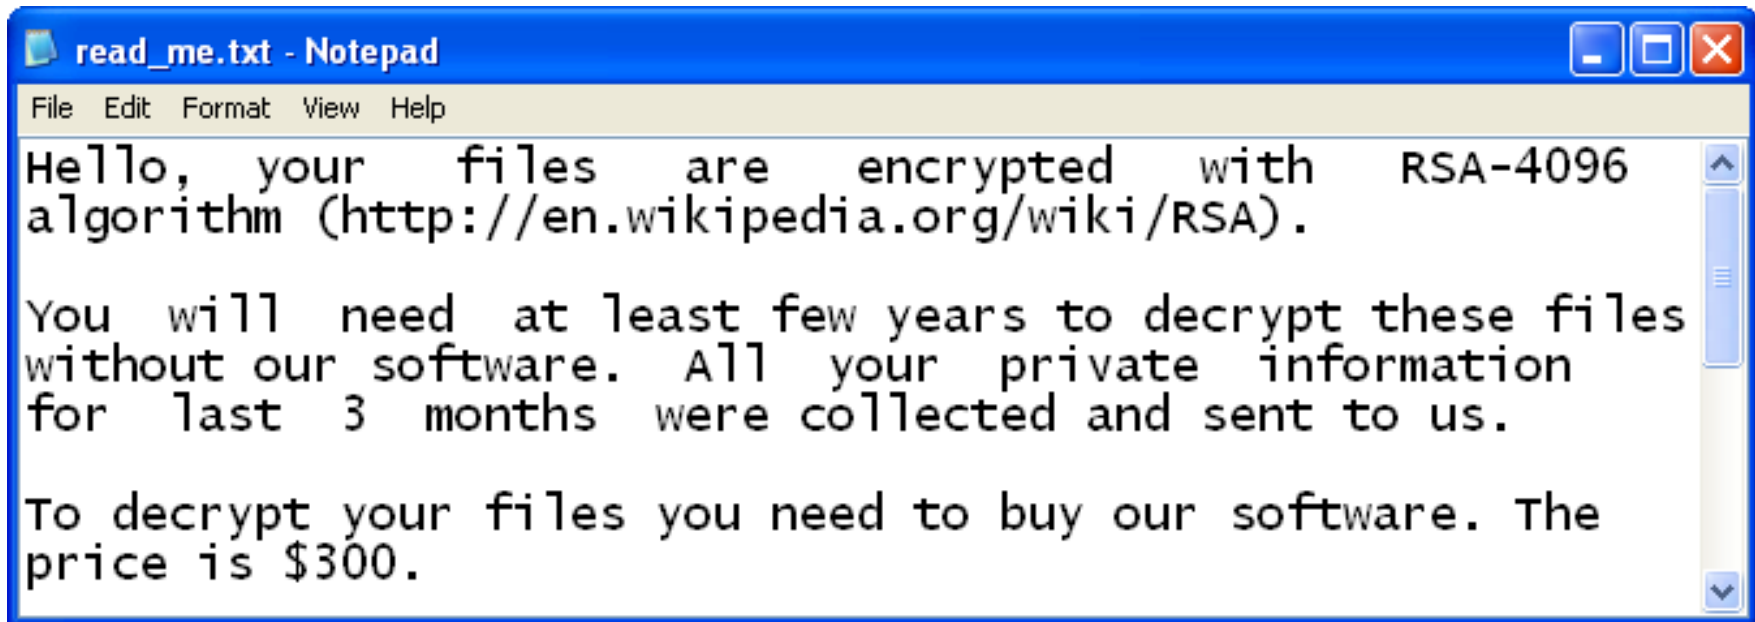 read_me.txt - Notepad
File Edit Format View Help
Hello, your files are encrypted with RSA-4096
algorithm (http://en.wikipedia.org/wiki/RSA).
You will need at least few years to decrypt these files
without our software. All your private information
for last 3 months were collected and sent to us.
To decrypt your files you need to buy our software. The
price is $300.